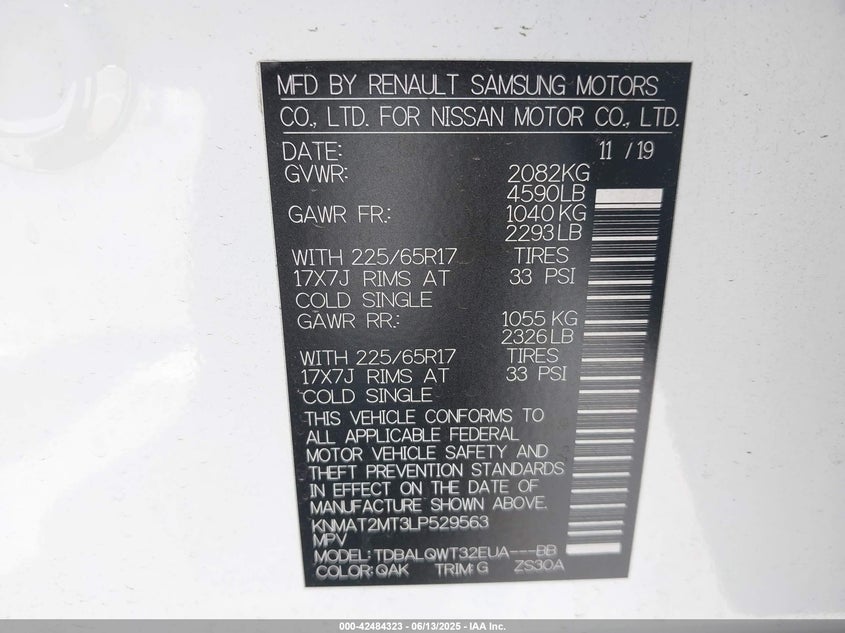 MFD BY RENAULT SAMSUNG MOTORS
CO., LTD. FOR NISSAN MOTOR CO., LTD.
DATE: 11 / 19
GVWR: 2082KG
4590LB
GAWR FR.: 1040 KG
2293 LB
WITH 225/65R17 TIRES
17X7J RIMS AT 33 PSI
COLD SINGLE
GAWR RR.: 1055 KG
2326 LB
WITH 225/65R17 TIRES
17X7J RIMS AT 33 PSI
COLD SINGLE
THIS VEHICLE CONFORMS TO
ALL APPLICABLE FEDERAL
MOTOR VEHICLE SAFETY AND
THEFT PREVENTION STANDARDS
IN EFFECT ON THE DATE OF
MANUFACTURE SHOWN ABOVE.
KNMAT2MT3LP529563
MPV
MODEL: TDBALQWT32EUA---BB
COLOR: QAK TRIM: G ZS30A
000-42484323 - 06/13/2025 - IAA Inc.